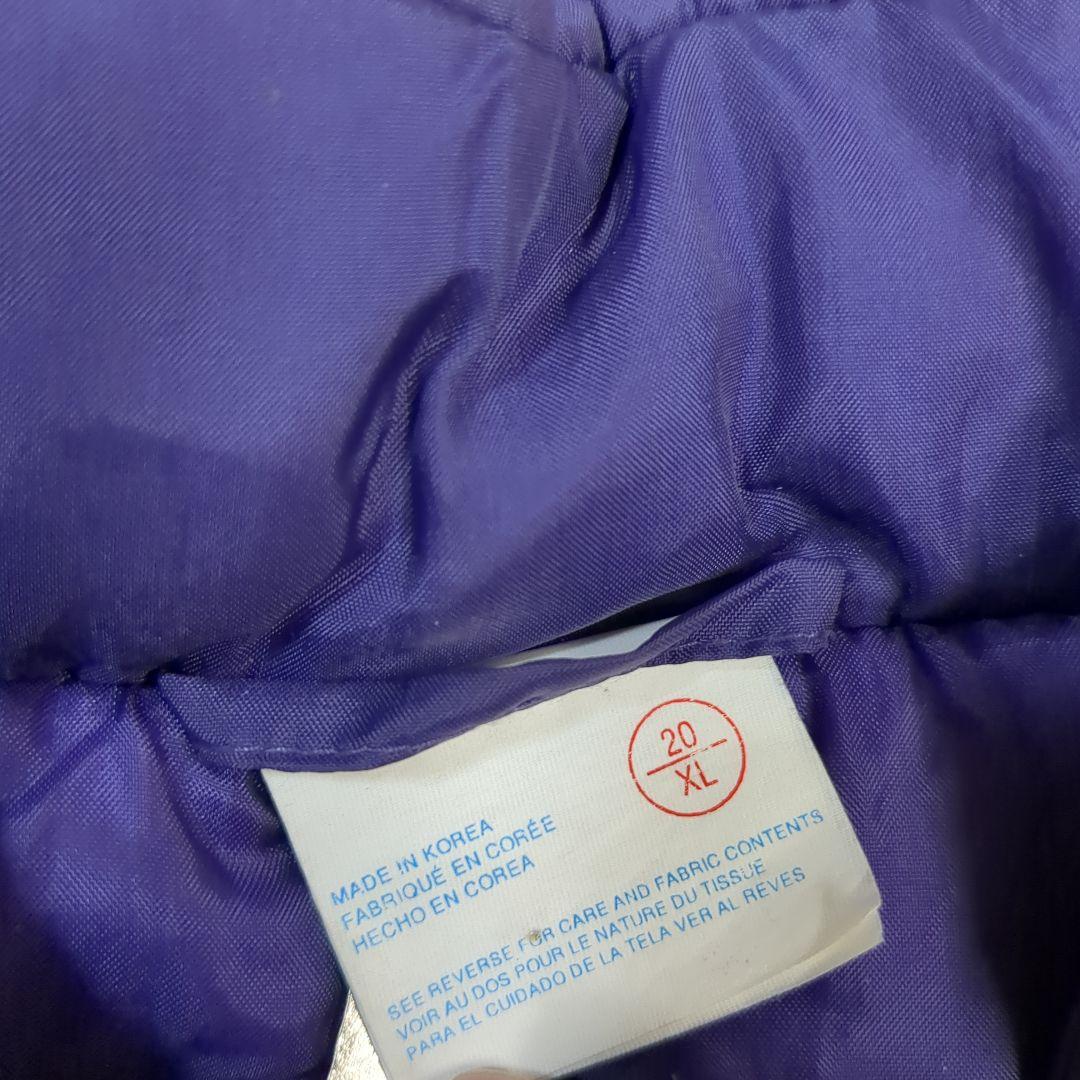 20
XL
MADE IN KOREA
FABRIQUÉ EN CORÉE
HECHO EN COREA
SEE REVERSE FOR CARE AND FABRIC CONTENTS
VOIR AU DOS POUR LE NATURE DU TISSUE
PARA EL CUIDADO DE LA TELA VER AL REVES